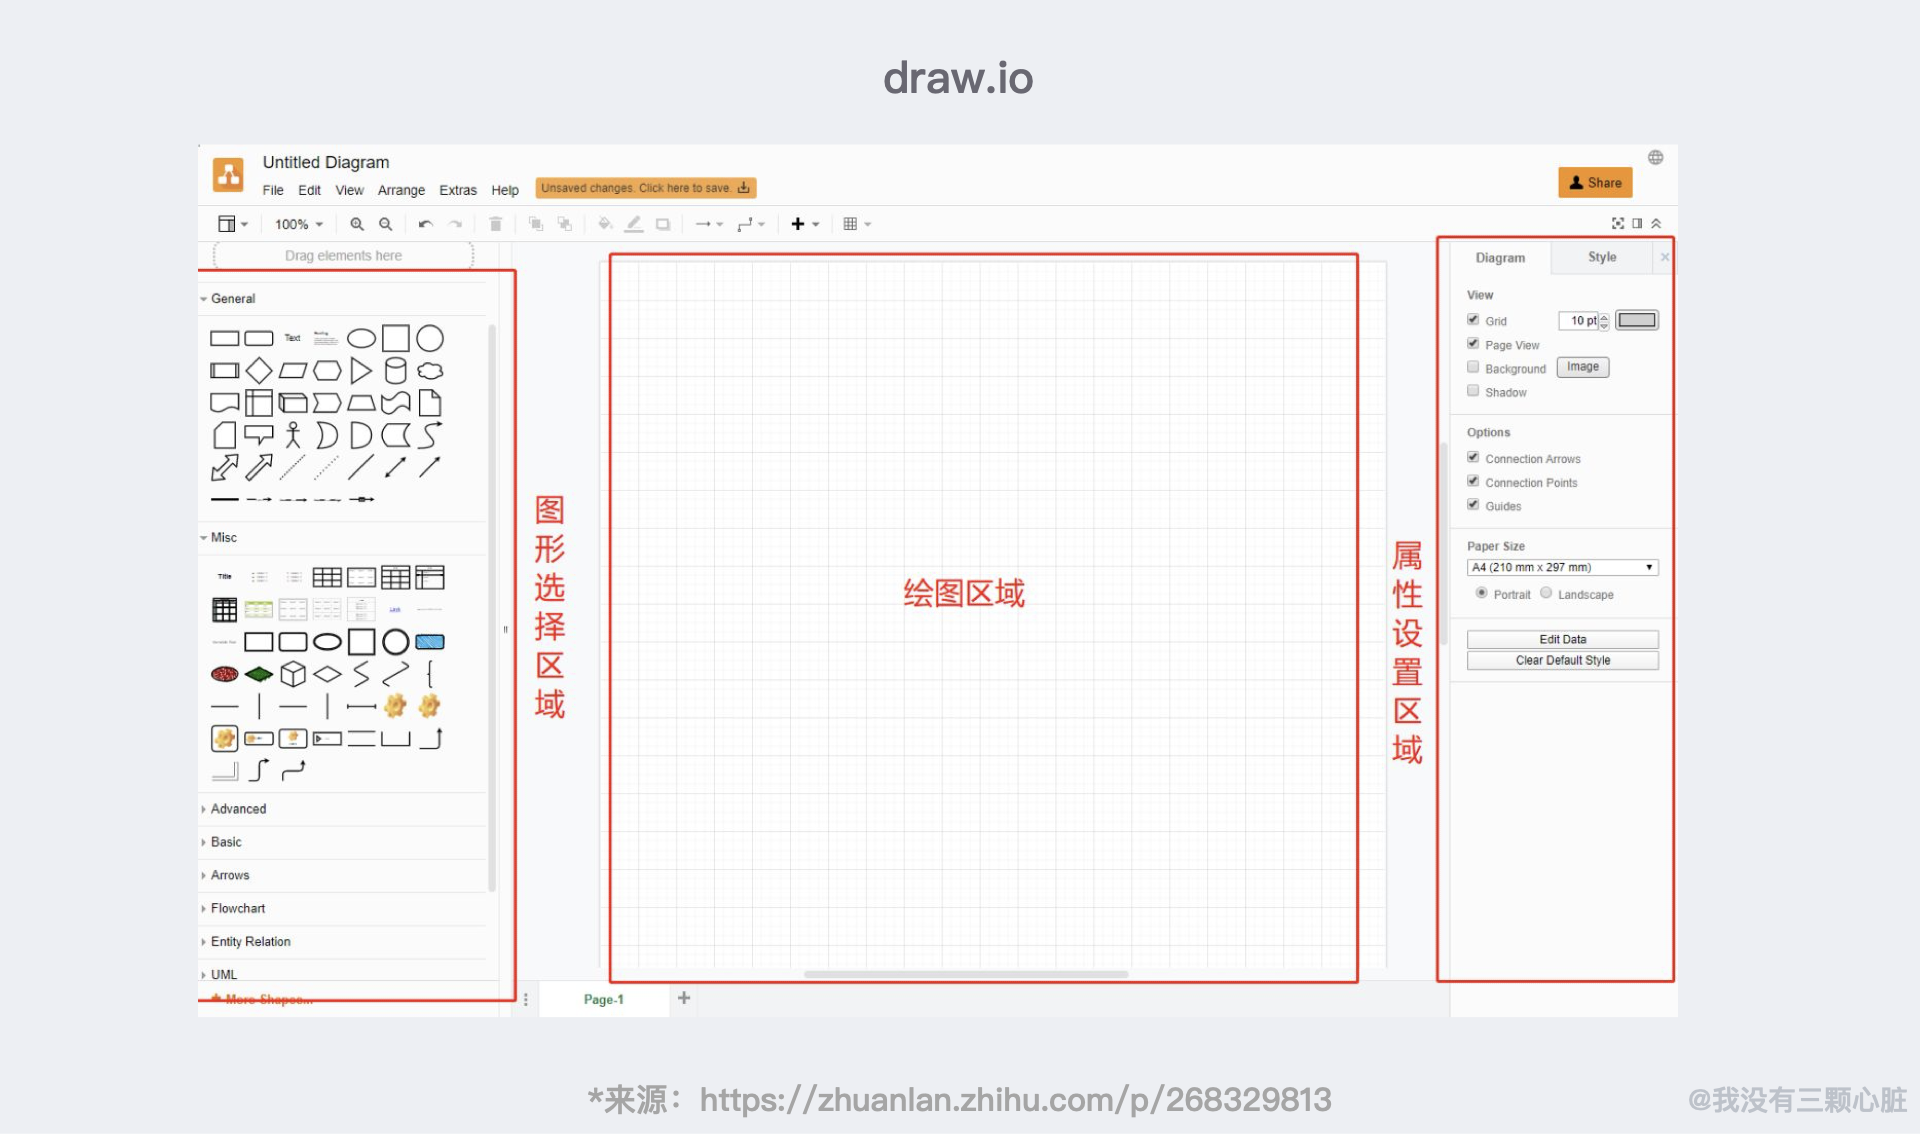 draw.io
Untitled Diagram
File Edit View Arrange Extras Help Unsaved changes. Click here to save.
Share
100%
Drag elements here
General
Text
Misc
Title
Link
Advanced
Basic
Arrows
Flowchart
Entity Relation
UML
More Shapes...
图形选择区域
绘图区域
Page-1
属性设置区域
Diagram Style
View
Grid 10 pt
Page View
Background Image
Shadow
Options
Connection Arrows
Connection Points
Guides
Paper Size
A4 (210 mm x 297 mm)
Portrait Landscape
Edit Data
Clear Default Style
*来源：https://zhuanlan.zhihu.com/p/268329813
@我没有三颗心脏